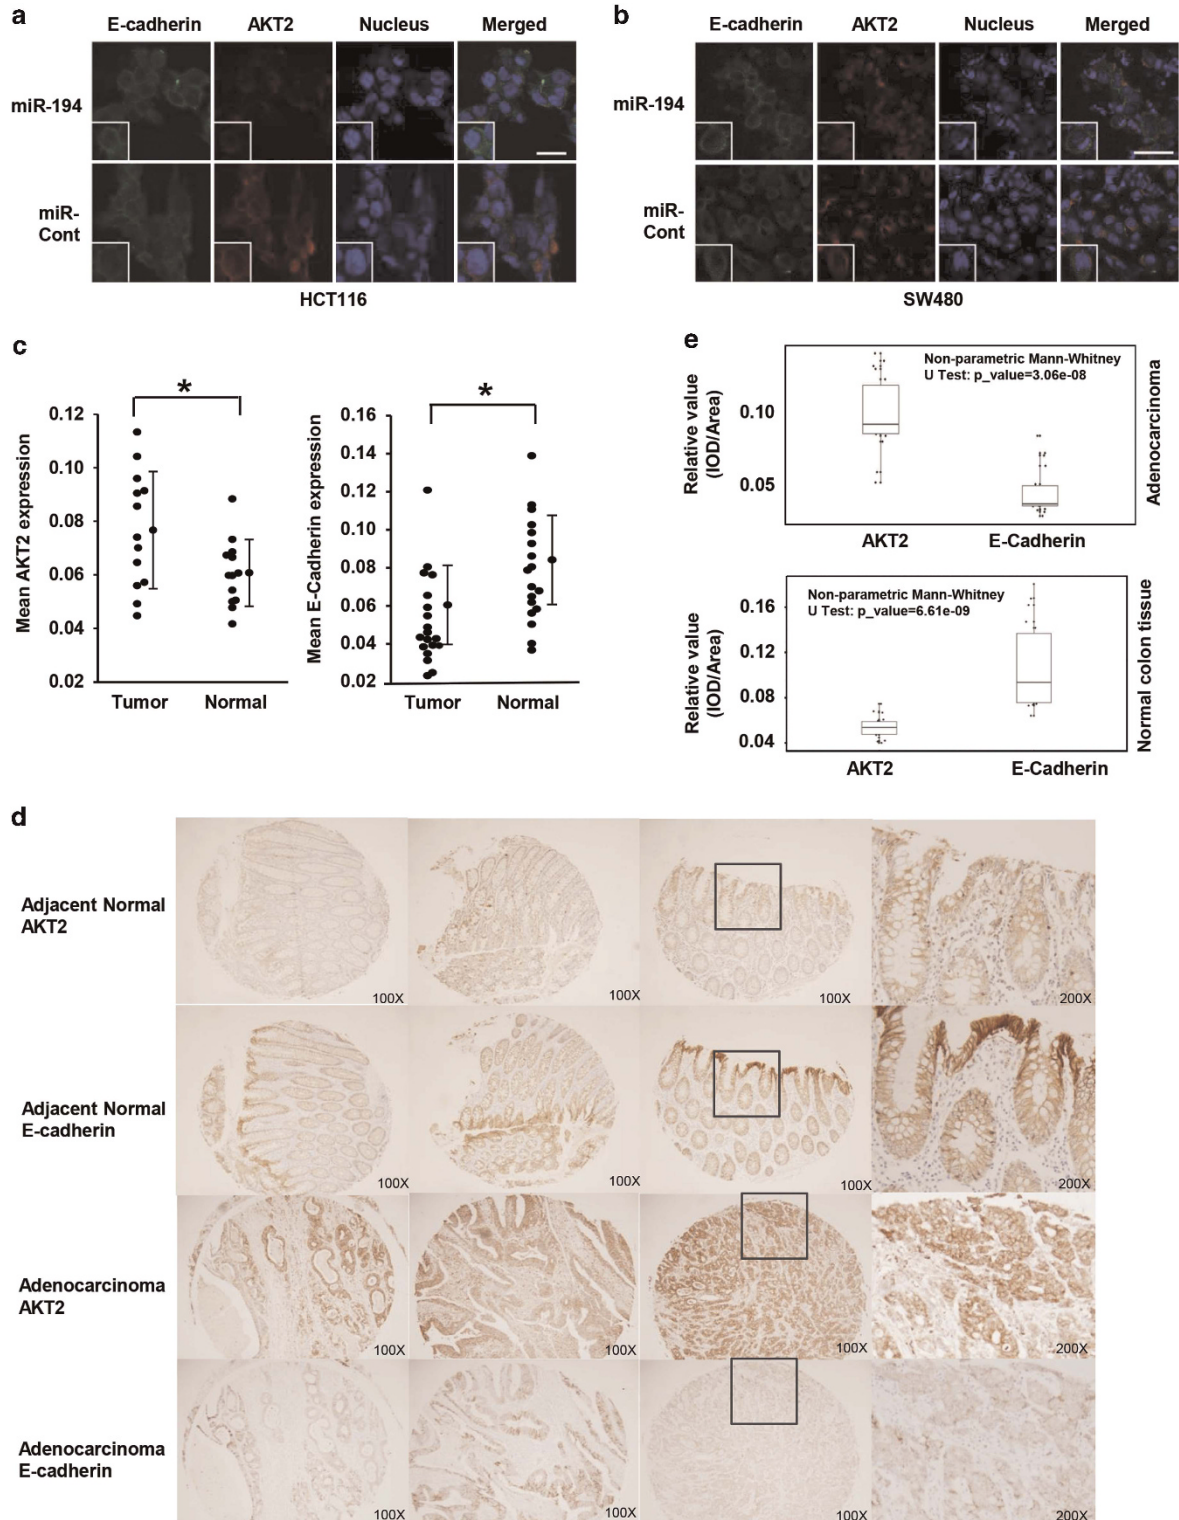 a
E-cadherin AKT2 Nucleus Merged
miR-194
miR-
Cont
HCT116
b
E-cadherin AKT2 Nucleus Merged
miR-194
miR-
Cont
SW480
c
Mean AKT2 expression
0.12
0.10
0.08
0.06
0.04
0.02
*
Tumor Normal
Mean E-Cadherin expression
0.16
0.14
0.12
0.10
0.08
0.06
0.04
0.02
*
Tumor Normal
e
Relative value
(IOD/Area)
0.10
0.05
Non-parametric Mann-Whitney
U Test: p_value=3.06e-08
AKT2 E-Cadherin
Adenocarcinoma
Relative value
(IOD/Area)
0.16
0.12
0.08
0.04
Non-parametric Mann-Whitney
U Test: p_value=6.61e-09
AKT2 E-Cadherin
Normal colon tissue
d
Adjacent Normal
AKT2
100X 100X 100X 200X
Adjacent Normal
E-cadherin
100X 100X 100X 200X
Adenocarcinoma
AKT2
100X 100X 100X 200X
Adenocarcinoma
E-cadherin
100X 100X 100X 200X